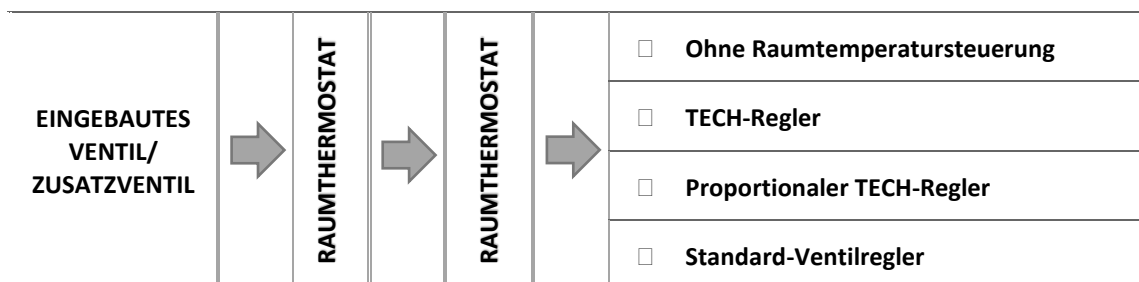 EINGEBAUTES
VENTIL/
ZUSATZVENTIL
RAUMTHERMOSTAT
RAUMTHERMOSTAT
Ohne Raumtemperatursteuerung
TECH-Regler
Proportionaler TECH-Regler
Standard-Ventilregler